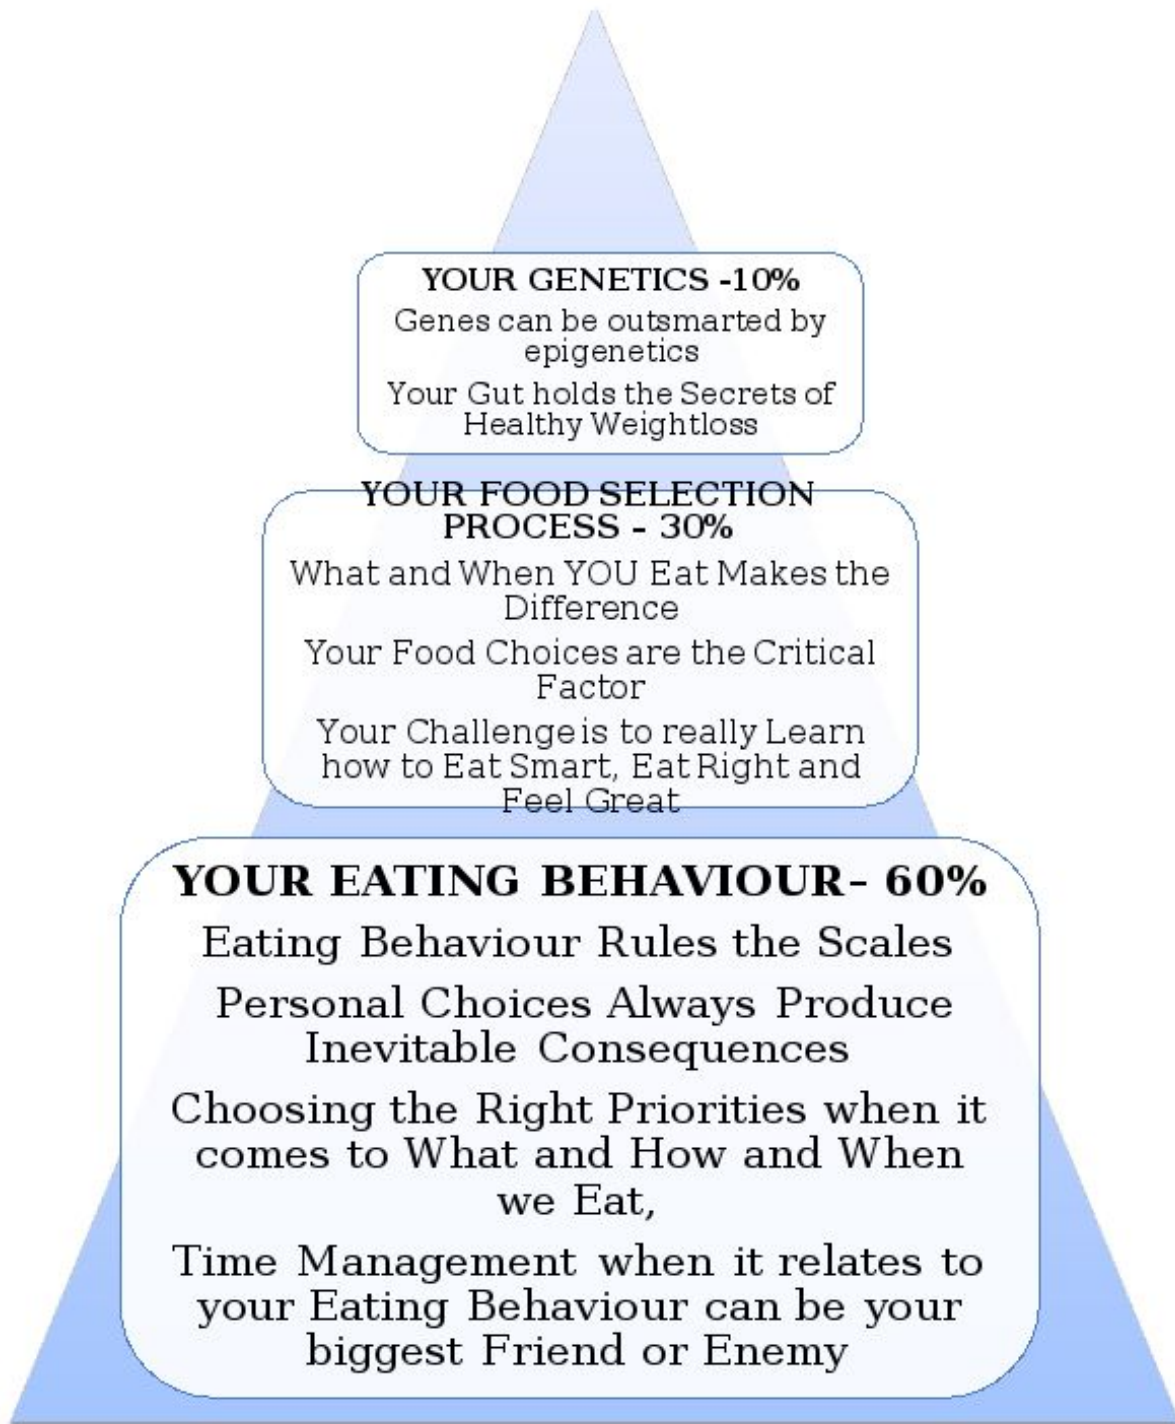 YOUR GENETICS -10%
Genes can be outsmarted by
epigenetics
Your Gut holds the Secrets of
Healthy Weightloss
YOUR FOOD SELECTION
PROCESS - 30%
What and When YOU Eat Makes the
Difference
Your Food Choices are the Critical
Factor
Your Challenge is to really Learn
how to Eat Smart, Eat Right and
Feel Great
YOUR EATING BEHAVIOUR- 60%
Eating Behaviour Rules the Scales
Personal Choices Always Produce
Inevitable Consequences
Choosing the Right Priorities when it
comes to What and How and When
we Eat,
Time Management when it relates to
your Eating Behaviour can be your
biggest Friend or Enemy